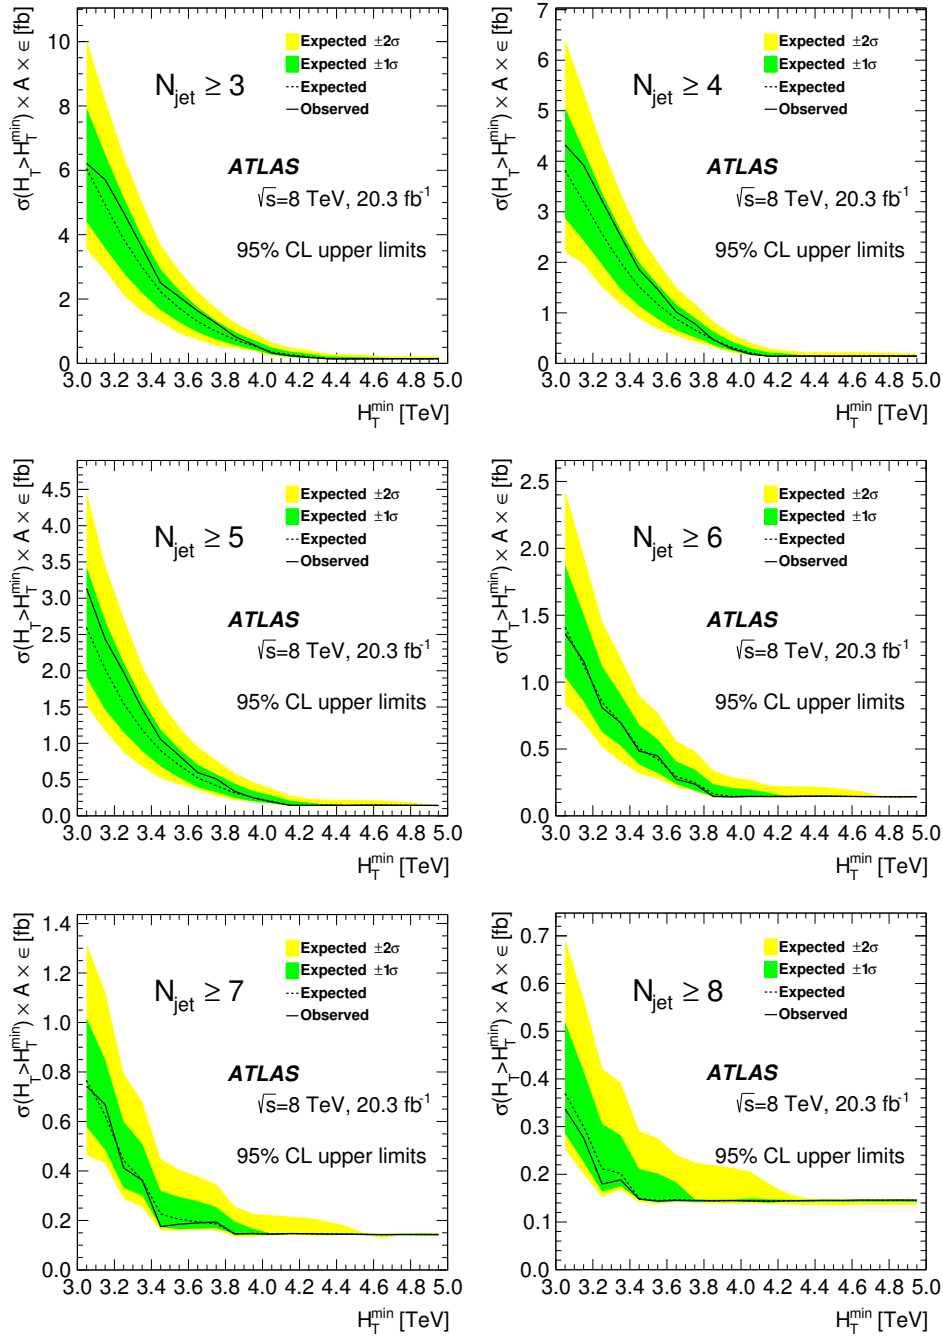 σ(H_T>H_T^min) × A × ϵ [fb]
10
8
6
4
2
0
N_jet ≥ 3
Expected ±2σ
Expected ±1σ
Expected
Observed
ATLAS
√s=8 TeV, 20.3 fb⁻¹
95% CL upper limits
3.0 3.2 3.4 3.6 3.8 4.0 4.2 4.4 4.6 4.8 5.0
H_T^min [TeV]
σ(H_T>H_T^min) × A × ϵ [fb]
7
6
5
4
3
2
1
0
N_jet ≥ 4
Expected ±2σ
Expected ±1σ
Expected
Observed
ATLAS
√s=8 TeV, 20.3 fb⁻¹
95% CL upper limits
3.0 3.2 3.4 3.6 3.8 4.0 4.2 4.4 4.6 4.8 5.0
H_T^min [TeV]
σ(H_T>H_T^min) × A × ϵ [fb]
4.5
4.0
3.5
3.0
2.5
2.0
1.5
1.0
0.5
0.0
N_jet ≥ 5
Expected ±2σ
Expected ±1σ
Expected
Observed
ATLAS
√s=8 TeV, 20.3 fb⁻¹
95% CL upper limits
3.0 3.2 3.4 3.6 3.8 4.0 4.2 4.4 4.6 4.8 5.0
H_T^min [TeV]
σ(H_T>H_T^min) × A × ϵ [fb]
2.5
2.0
1.5
1.0
0.5
0.0
N_jet ≥ 6
Expected ±2σ
Expected ±1σ
Expected
Observed
ATLAS
√s=8 TeV, 20.3 fb⁻¹
95% CL upper limits
3.0 3.2 3.4 3.6 3.8 4.0 4.2 4.4 4.6 4.8 5.0
H_T^min [TeV]
σ(H_T>H_T^min) × A × ϵ [fb]
1.4
1.2
1.0
0.8
0.6
0.4
0.2
0.0
N_jet ≥ 7
Expected ±2σ
Expected ±1σ
Expected
Observed
ATLAS
√s=8 TeV, 20.3 fb⁻¹
95% CL upper limits
3.0 3.2 3.4 3.6 3.8 4.0 4.2 4.4 4.6 4.8 5.0
H_T^min [TeV]
σ(H_T>H_T^min) × A × ϵ [fb]
0.7
0.6
0.5
0.4
0.3
0.2
0.1
0.0
N_jet ≥ 8
Expected ±2σ
Expected ±1σ
Expected
Observed
ATLAS
√s=8 TeV, 20.3 fb⁻¹
95% CL upper limits
3.0 3.2 3.4 3.6 3.8 4.0 4.2 4.4 4.6 4.8 5.0
H_T^min [TeV]